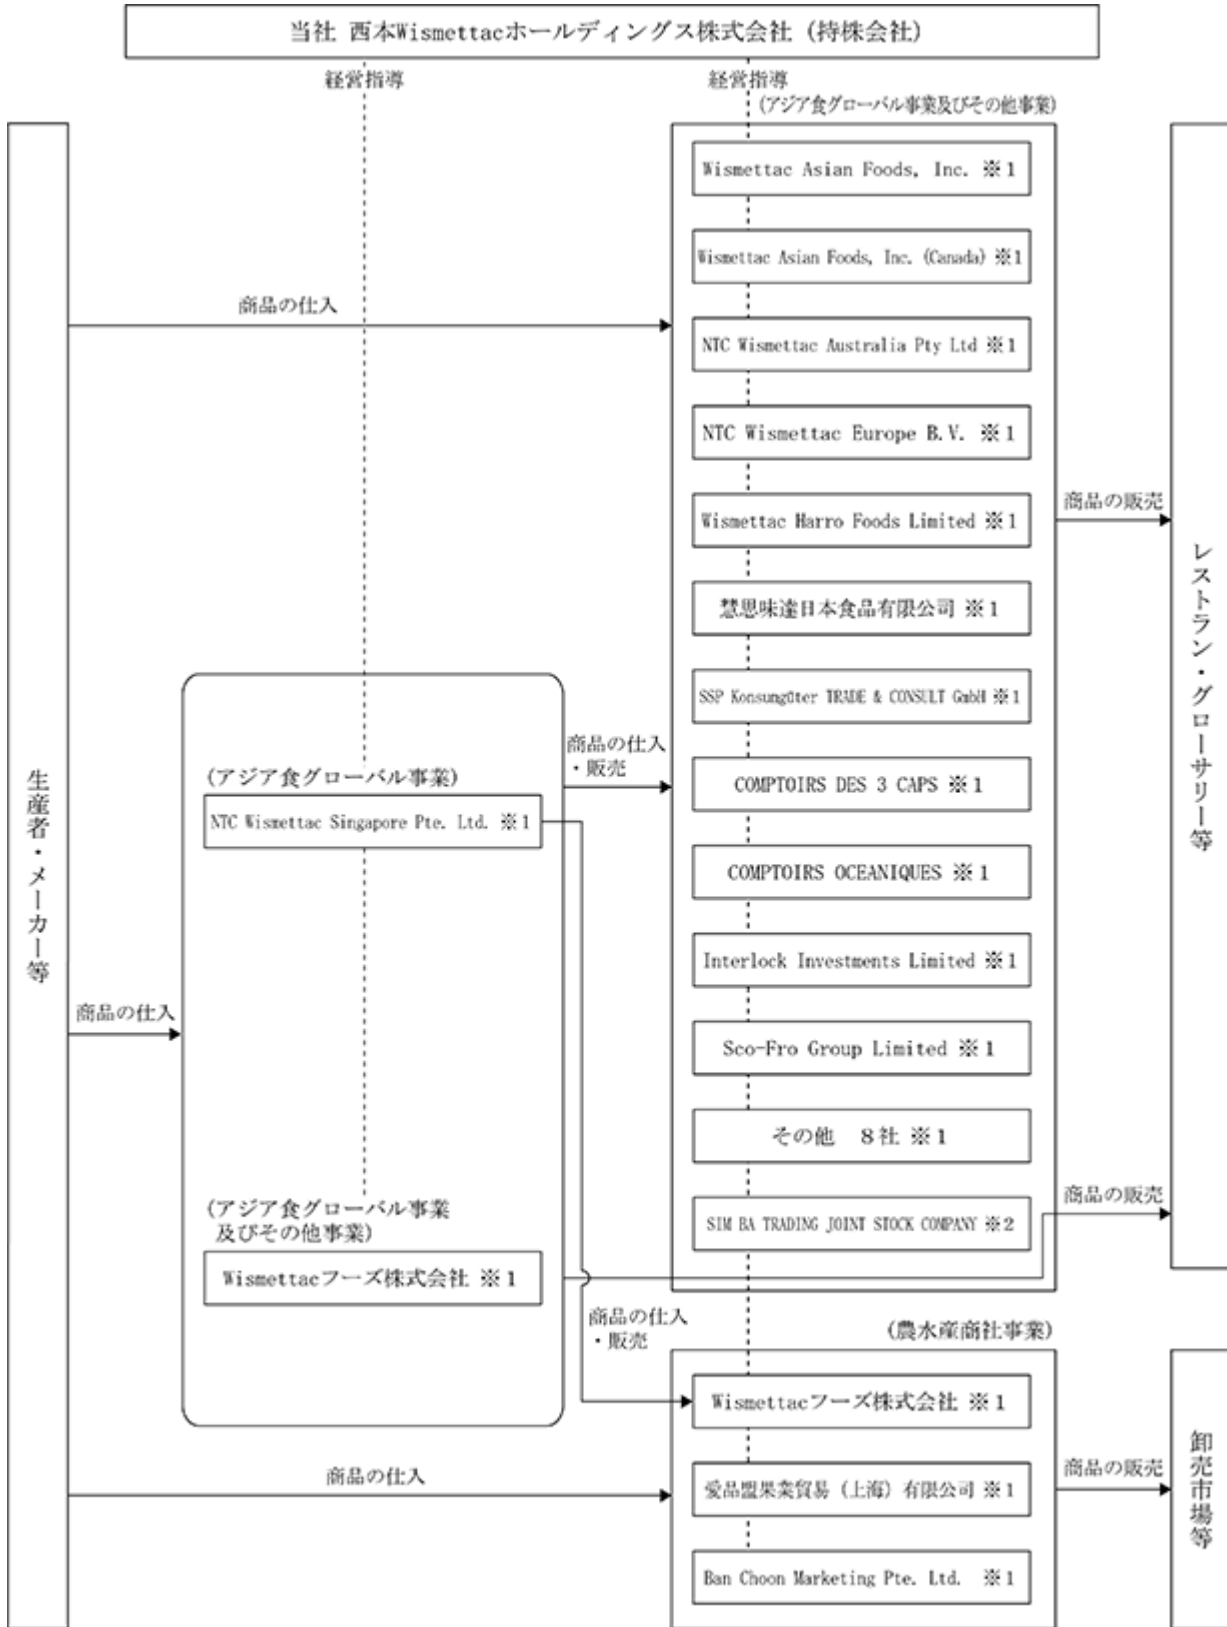 当社 西本Wismettacホールディングス株式会社（持株会社）
経営指導
経営指導
(アジア食グローバル事業及びその他事業)
Wismettac Asian Foods, Inc. ※1
Wismettac Asian Foods, Inc. (Canada) ※1
商品の仕入
NTC Wismettac Australia Pty Ltd ※1
NTC Wismettac Europe B.V. ※1
商品の販売
Wismettac Harro Foods Limited ※1
レストラン・グローサリー等
慧思味達日本食品有限公司 ※1
SSP Konsungüter TRADE & CONSULT GmbH ※1
商品の仕入
・販売
生産者・メーカー等
(アジア食グローバル事業)
NTC Wismettac Singapore Pte. Ltd. ※1
COMPTOIRS DES 3 CAPS ※1
COMPTOIRS OCEANIQUES ※1
Interlock Investments Limited ※1
商品の仕入
Sco-Fro Group Limited ※1
その他　8社 ※1
(アジア食グローバル事業
及びその他事業)
Wismettacフーズ株式会社 ※1
SIM BA TRADING JOINT STOCK COMPANY ※2
商品の販売
商品の仕入
・販売
(農水産商社事業)
Wismettacフーズ株式会社 ※1
商品の仕入
愛品盟果業貿易（上海）有限公司 ※1
商品の販売
卸売市場等
Ban Choon Marketing Pte. Ltd.　※1